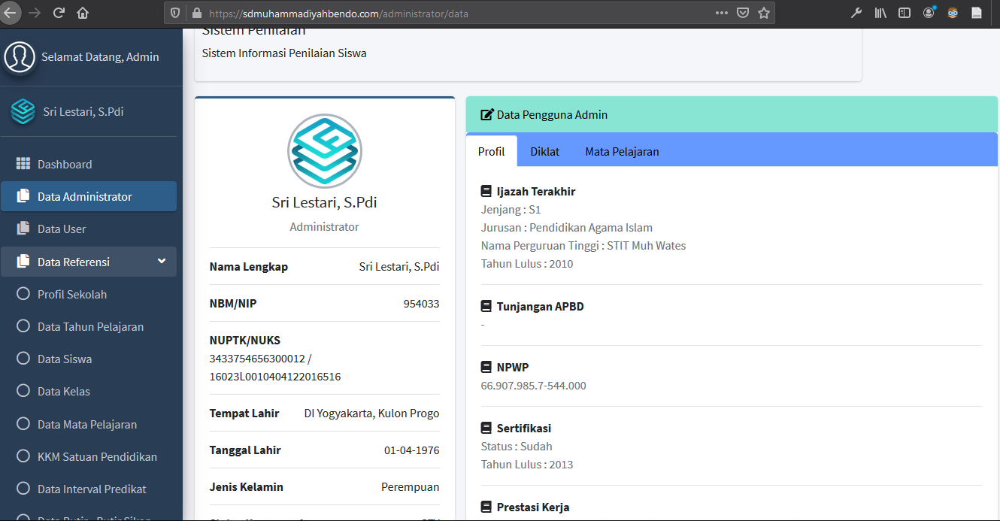 https://sdmuhammadiyahbendo.com/administrator/data
Selamat Datang, Admin
Sri Lestari, S.Pdi
Dashboard
Data Administrator
Data User
Data Referensi
Profil Sekolah
Data Tahun Pelajaran
Data Siswa
Data Kelas
Data Mata Pelajaran
KKM Satuan Pendidikan
Data Interval Predikat
Data Butir - Butir Sikap
Sistem Penilaian
Sistem Informasi Penilaian Siswa
Sri Lestari, S.Pdi
Administrator
Nama Lengkap Sri Lestari, S.Pdi
NBM/NIP 954033
NUPTK/NUKS
3433754656300012 /
16023L0010404122016516
Tempat Lahir DI Yogyakarta, Kulon Progo
Tanggal Lahir 01-04-1976
Jenis Kelamin Perempuan
Data Pengguna Admin
Profil Diklat Mata Pelajaran
Ijazah Terakhir
Jenjang : S1
Jurusan : Pendidikan Agama Islam
Nama Perguruan Tinggi : STIT Muh Wates
Tahun Lulus : 2010
Tunjangan APBD
-
NPWP
66.907.985.7-544.000
Sertifikasi
Status : Sudah
Tahun Lulus : 2013
Prestasi Kerja